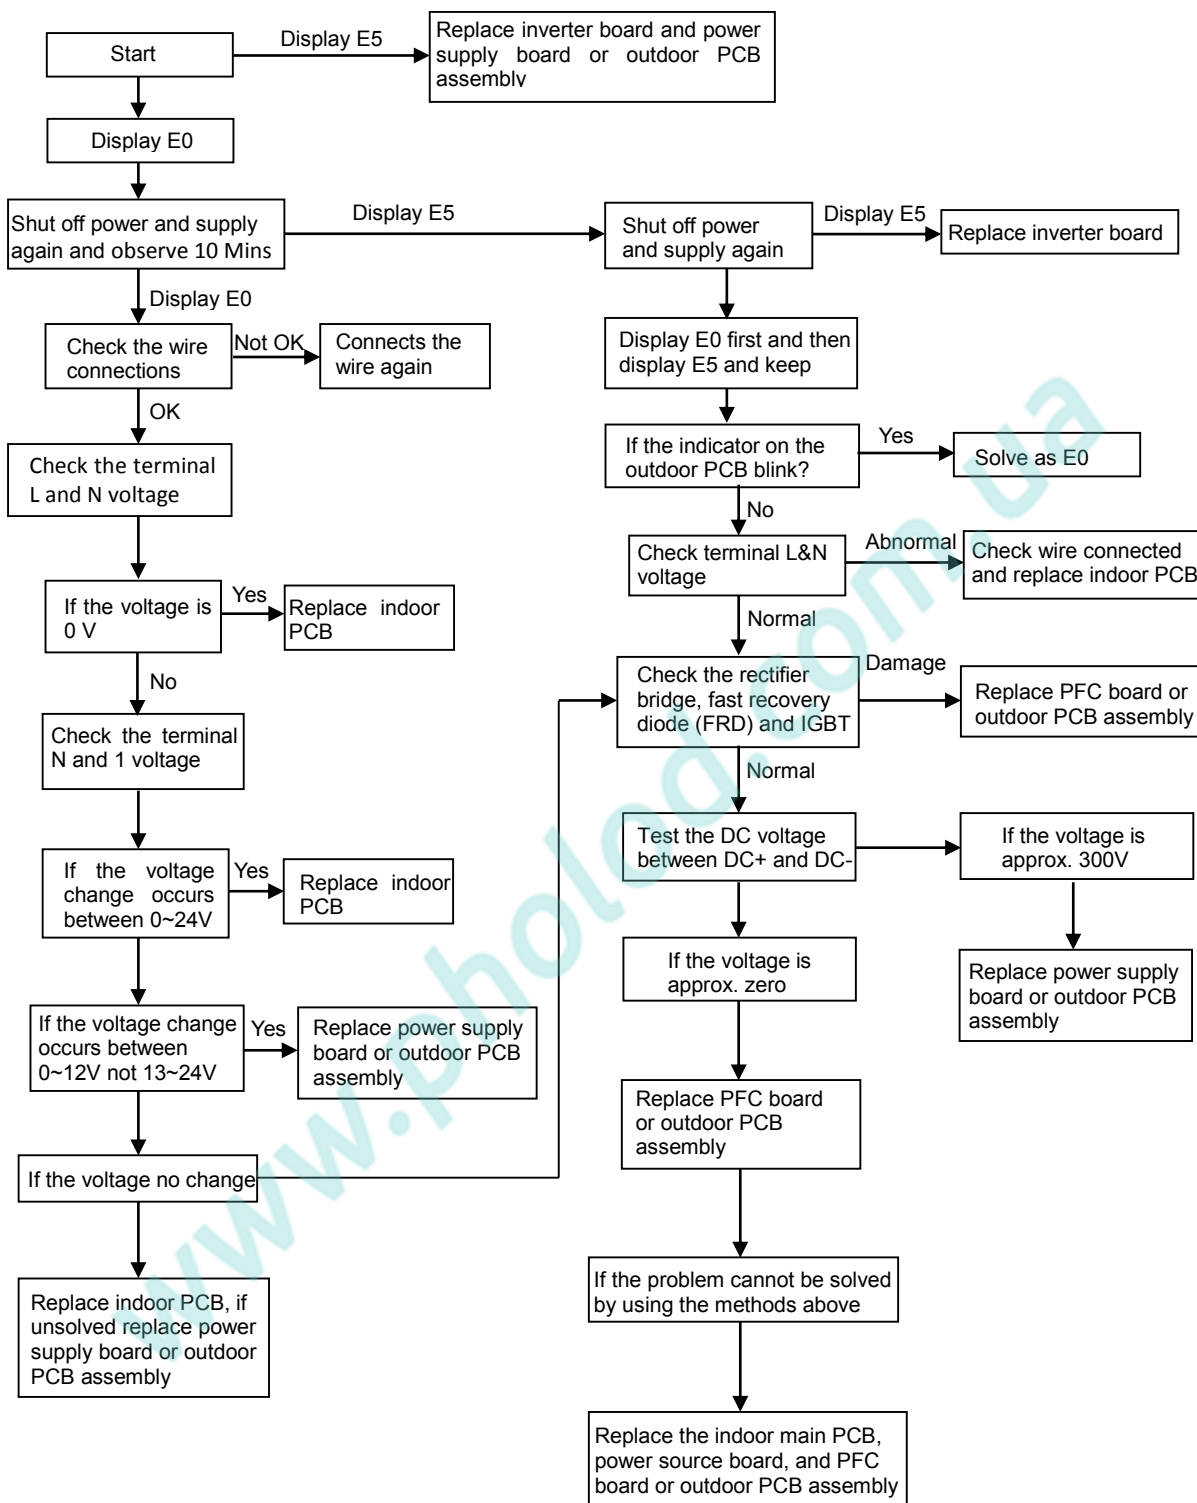 Start
Display E5
Replace inverter board and power
supply board or outdoor PCB
assembly
Display E0
Shut off power and supply
again and observe 10 Mins
Display E5
Shut off power
and supply again
Display E5
Replace inverter board
Display E0
Check the wire
connections
Not OK
Connects the
wire again
OK
Check the terminal
L and N voltage
If the voltage is
0 V
Yes
Replace indoor
PCB
No
Check the terminal
N and 1 voltage
If the voltage
change occurs
between 0~24V
Yes
Replace indoor
PCB
If the voltage change
occurs between
0~12V not 13~24V
Yes
Replace power supply
board or outdoor PCB
assembly
If the voltage no change
Replace indoor PCB, if
unsolved replace power
supply board or outdoor
PCB assembly
Display E0 first and then
display E5 and keep
If the indicator on the
outdoor PCB blink?
Yes
Solve as E0
No
Check terminal L&N
voltage
Abnormal
Check wire connected
and replace indoor PCB
Normal
Check the rectifier
bridge, fast recovery
diode (FRD) and IGBT
Damage
Replace PFC board or
outdoor PCB assembly
Normal
Test the DC voltage
between DC+ and DC-
If the voltage is
approx. 300V
Replace power supply
board or outdoor PCB
assembly
If the voltage is
approx. zero
Replace PFC board
or outdoor PCB
assembly
If the problem cannot be solved
by using the methods above
Replace the indoor main PCB,
power source board, and PFC
board or outdoor PCB assembly
www.pholod.com.ua